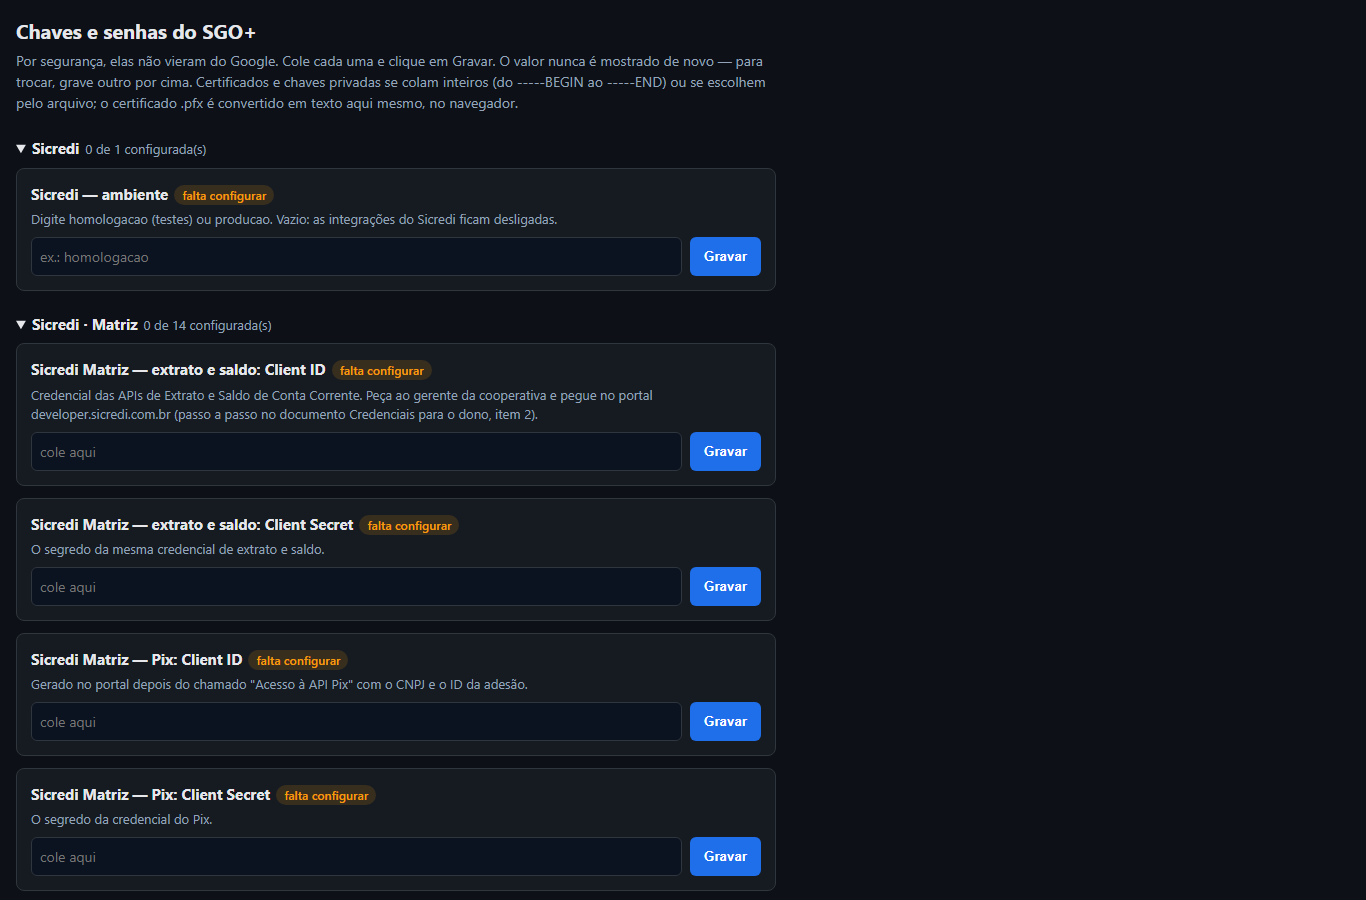 Chaves e senhas do SGO+
Por segurança, elas não vieram do Google. Cole cada uma e clique em Gravar. O valor nunca é mostrado de novo — para
trocar, grave outro por cima. Certificados e chaves privadas se colam inteiros (do -----BEGIN ao -----END) ou se escolhem
pelo arquivo; o certificado .pfx é convertido em texto aqui mesmo, no navegador.
▼ Sicredi 0 de 1 configurada(s)
Sicredi — ambiente falta configurar
Digite homologacao (testes) ou producao. Vazio: as integrações do Sicredi ficam desligadas.
ex.: homologacao Gravar
▼ Sicredi · Matriz 0 de 14 configurada(s)
Sicredi Matriz — extrato e saldo: Client ID falta configurar
Credencial das APIs de Extrato e Saldo de Conta Corrente. Peça ao gerente da cooperativa e pegue no portal
developer.sicredi.com.br (passo a passo no documento Credenciais para o dono, item 2).
cole aqui Gravar
Sicredi Matriz — extrato e saldo: Client Secret falta configurar
O segredo da mesma credencial de extrato e saldo.
cole aqui Gravar
Sicredi Matriz — Pix: Client ID falta configurar
Gerado no portal depois do chamado "Acesso à API Pix" com o CNPJ e o ID da adesão.
cole aqui Gravar
Sicredi Matriz — Pix: Client Secret falta configurar
O segredo da credencial do Pix.
cole aqui Gravar